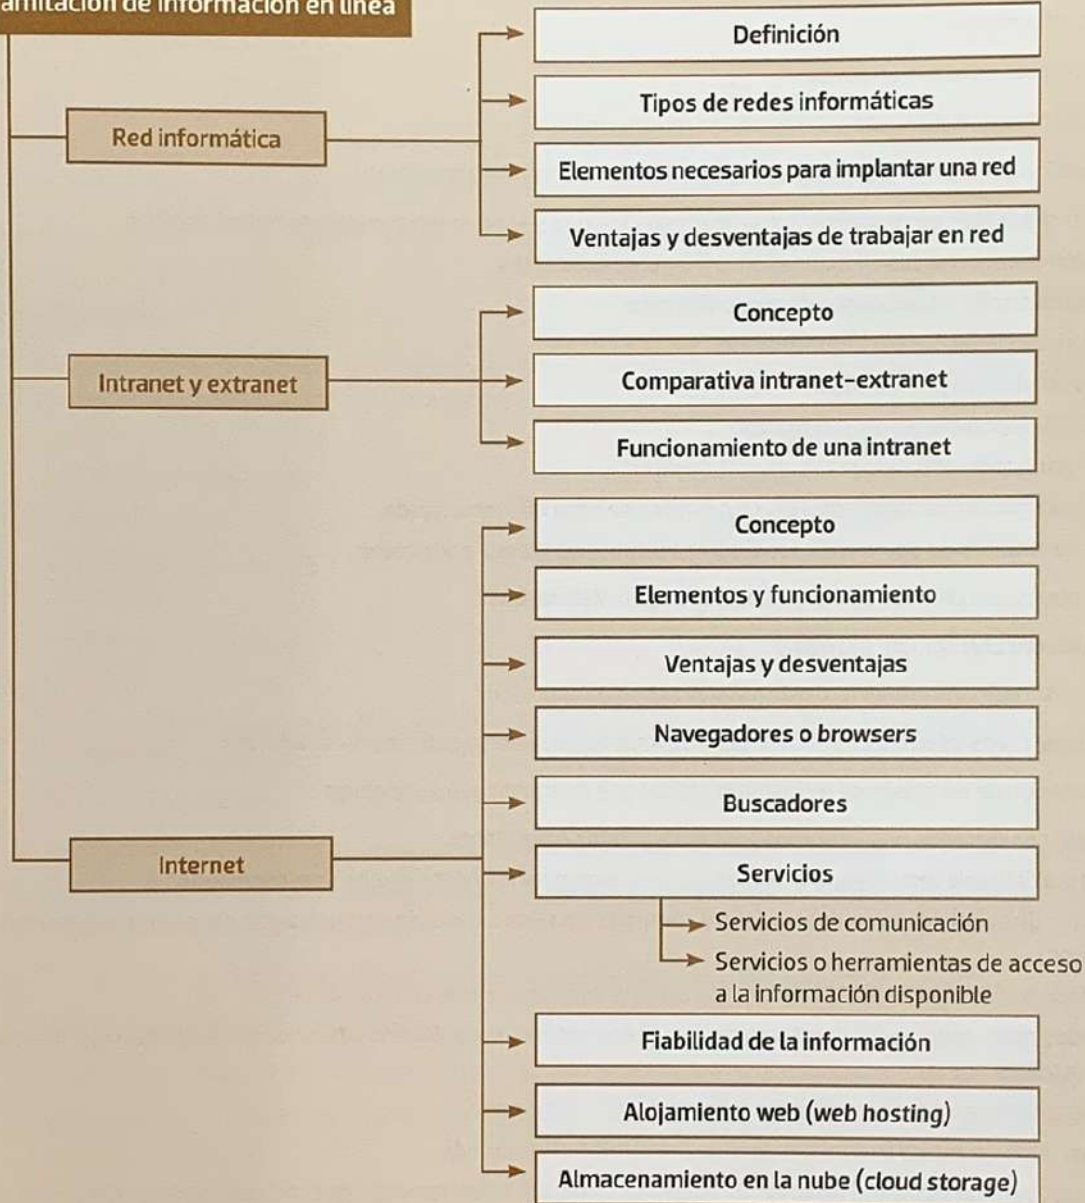 de información en línea
Red informática
Definición
Tipos de redes informáticas
Elementos necesarios para implantar una red
Ventajas y desventajas de trabajar en red
Intranet y extranet
Concepto
Comparativa intranet-extranet
Funcionamiento de una intranet
Internet
Concepto
Elementos y funcionamiento
Ventajas y desventajas
Navegadores o browsers
Buscadores
Servicios
Servicios de comunicación
Servicios o herramientas de acceso
a la información disponible
Fiabilidad de la información
Alojamiento web (web hosting)
Almacenamiento en la nube (cloud storage)